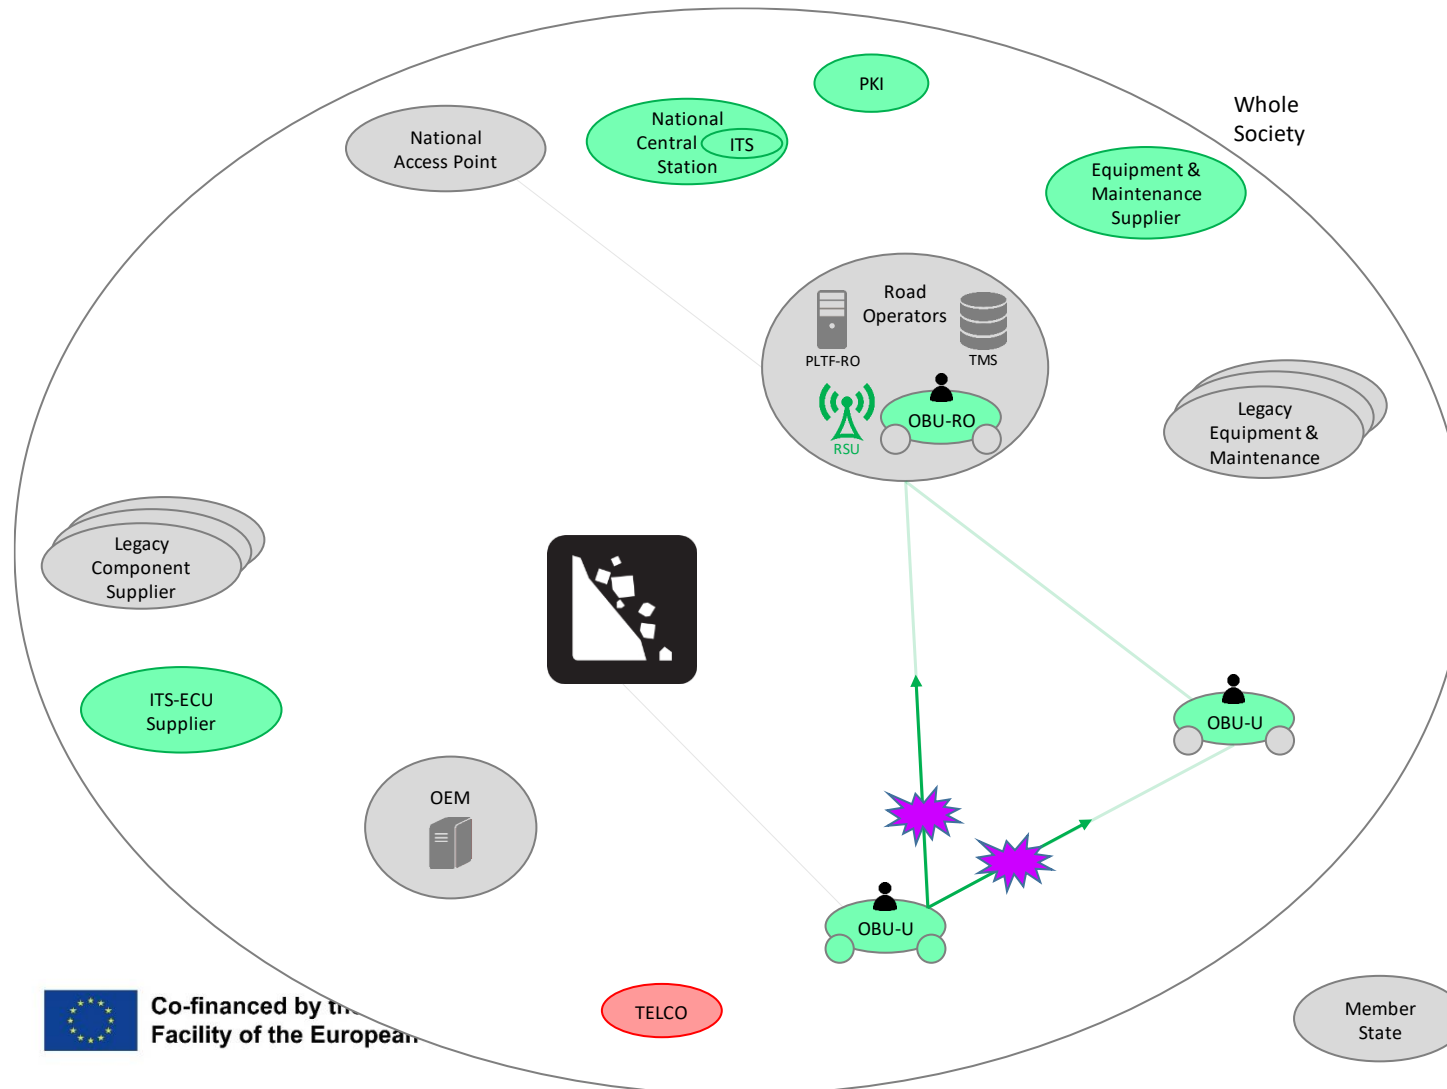 PKI
National
Central
ITS
Station
National
Access Point
Whole
Society
Equipment &
Maintenance
Supplier
Road
Operators
PLTF-RO
TMS
OBU-RO
RSU
Legacy
Equipment &
Maintenance
Legacy
Component
Supplier
ITS-ECU
Supplier
OBU-U
OEM
OBU-U
TELCO
Co-financed by the
Facility of the European
Member
State